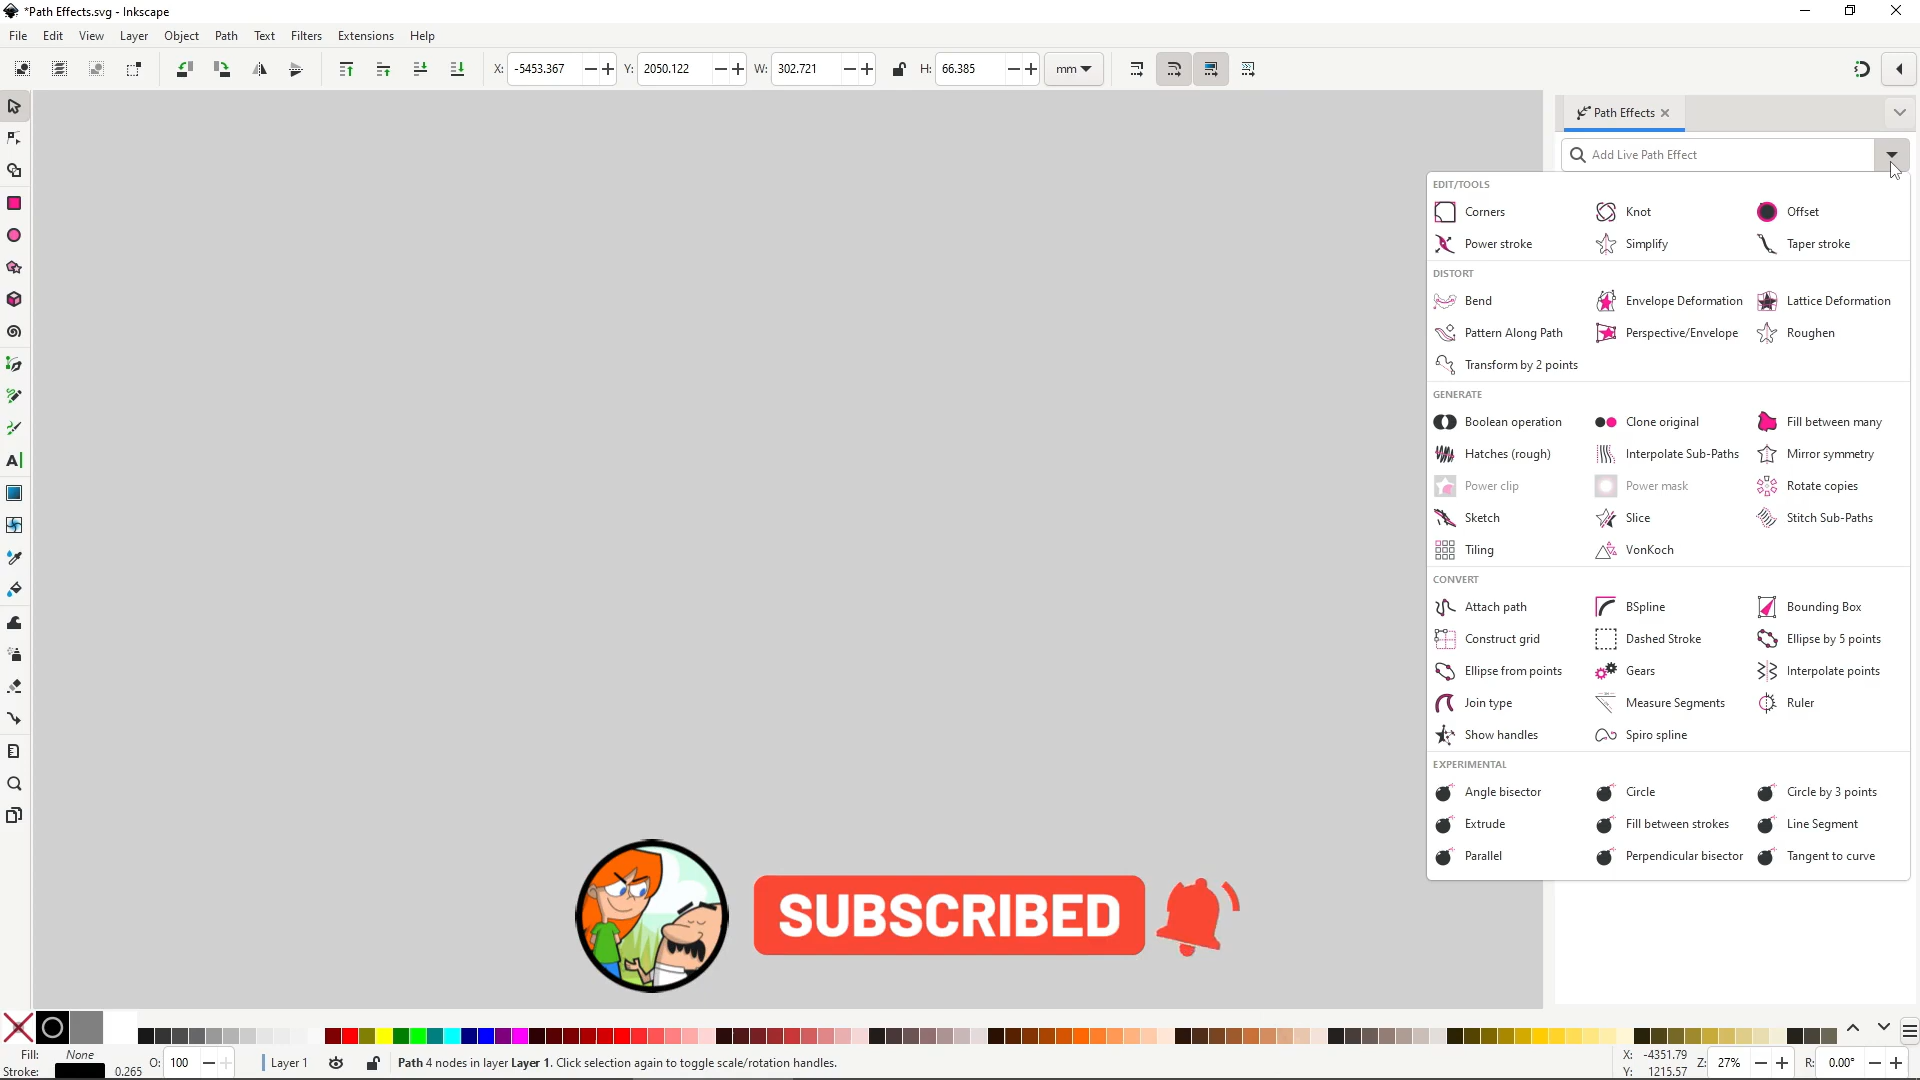 *Path Effects.svg - Inkscape
File Edit View Layer Object Path Text Filters Extensions Help
X: -5453.367 Y: 2050.122 W: 302.721 H: 66.385 mm
Path Effects
Add Live Path Effect
EDIT/TOOLS
Corners Knot Offset
Power stroke Simplify Taper stroke
DISTORT
Bend Envelope Deformation Lattice Deformation
Pattern Along Path Perspective/Envelope Roughen
Transform by 2 points
GENERATE
Boolean operation Clone original Fill between many
Hatches (rough) Interpolate Sub-Paths Mirror symmetry
Power clip Power mask Rotate copies
Sketch Slice Stitch Sub-Paths
Tiling VonKoch
CONVERT
Attach path BSpline Bounding Box
Construct grid Dashed Stroke Ellipse by 5 points
Ellipse from points Gears Interpolate points
Join type Measure Segments Ruler
Show handles Spiro spline
EXPERIMENTAL
Angle bisector Circle Circle by 3 points
Extrude Fill between strokes Line Segment
Parallel Perpendicular bisector Tangent to curve
SUBSCRIBED
Fill: None O: 100 Layer 1 Path 4 nodes in layer Layer 1. Click selection again to toggle scale/rotation handles. X: -4351.79 Z: 27% R: 0.00°
Stroke: 0.265 Y: 1215.57